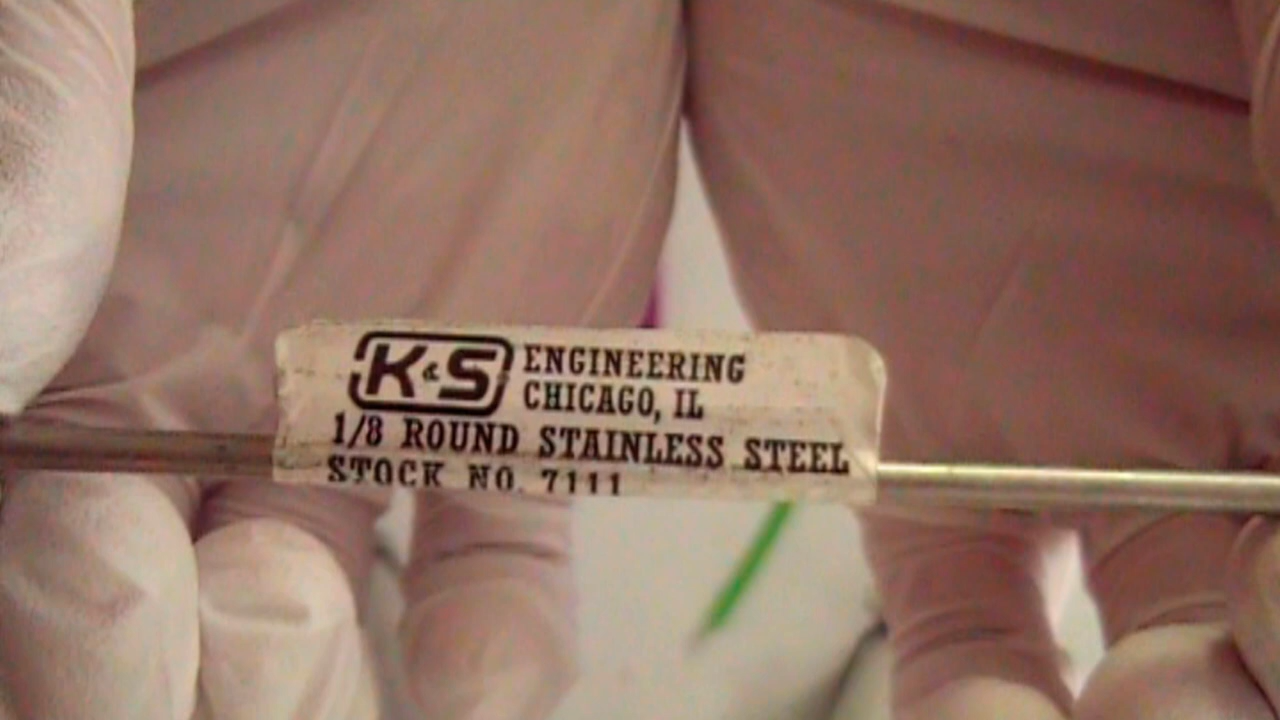 K&S ENGINEERING
CHICAGO, IL
1/8 ROUND STAINLESS STEEL
STOCK NO. 7111